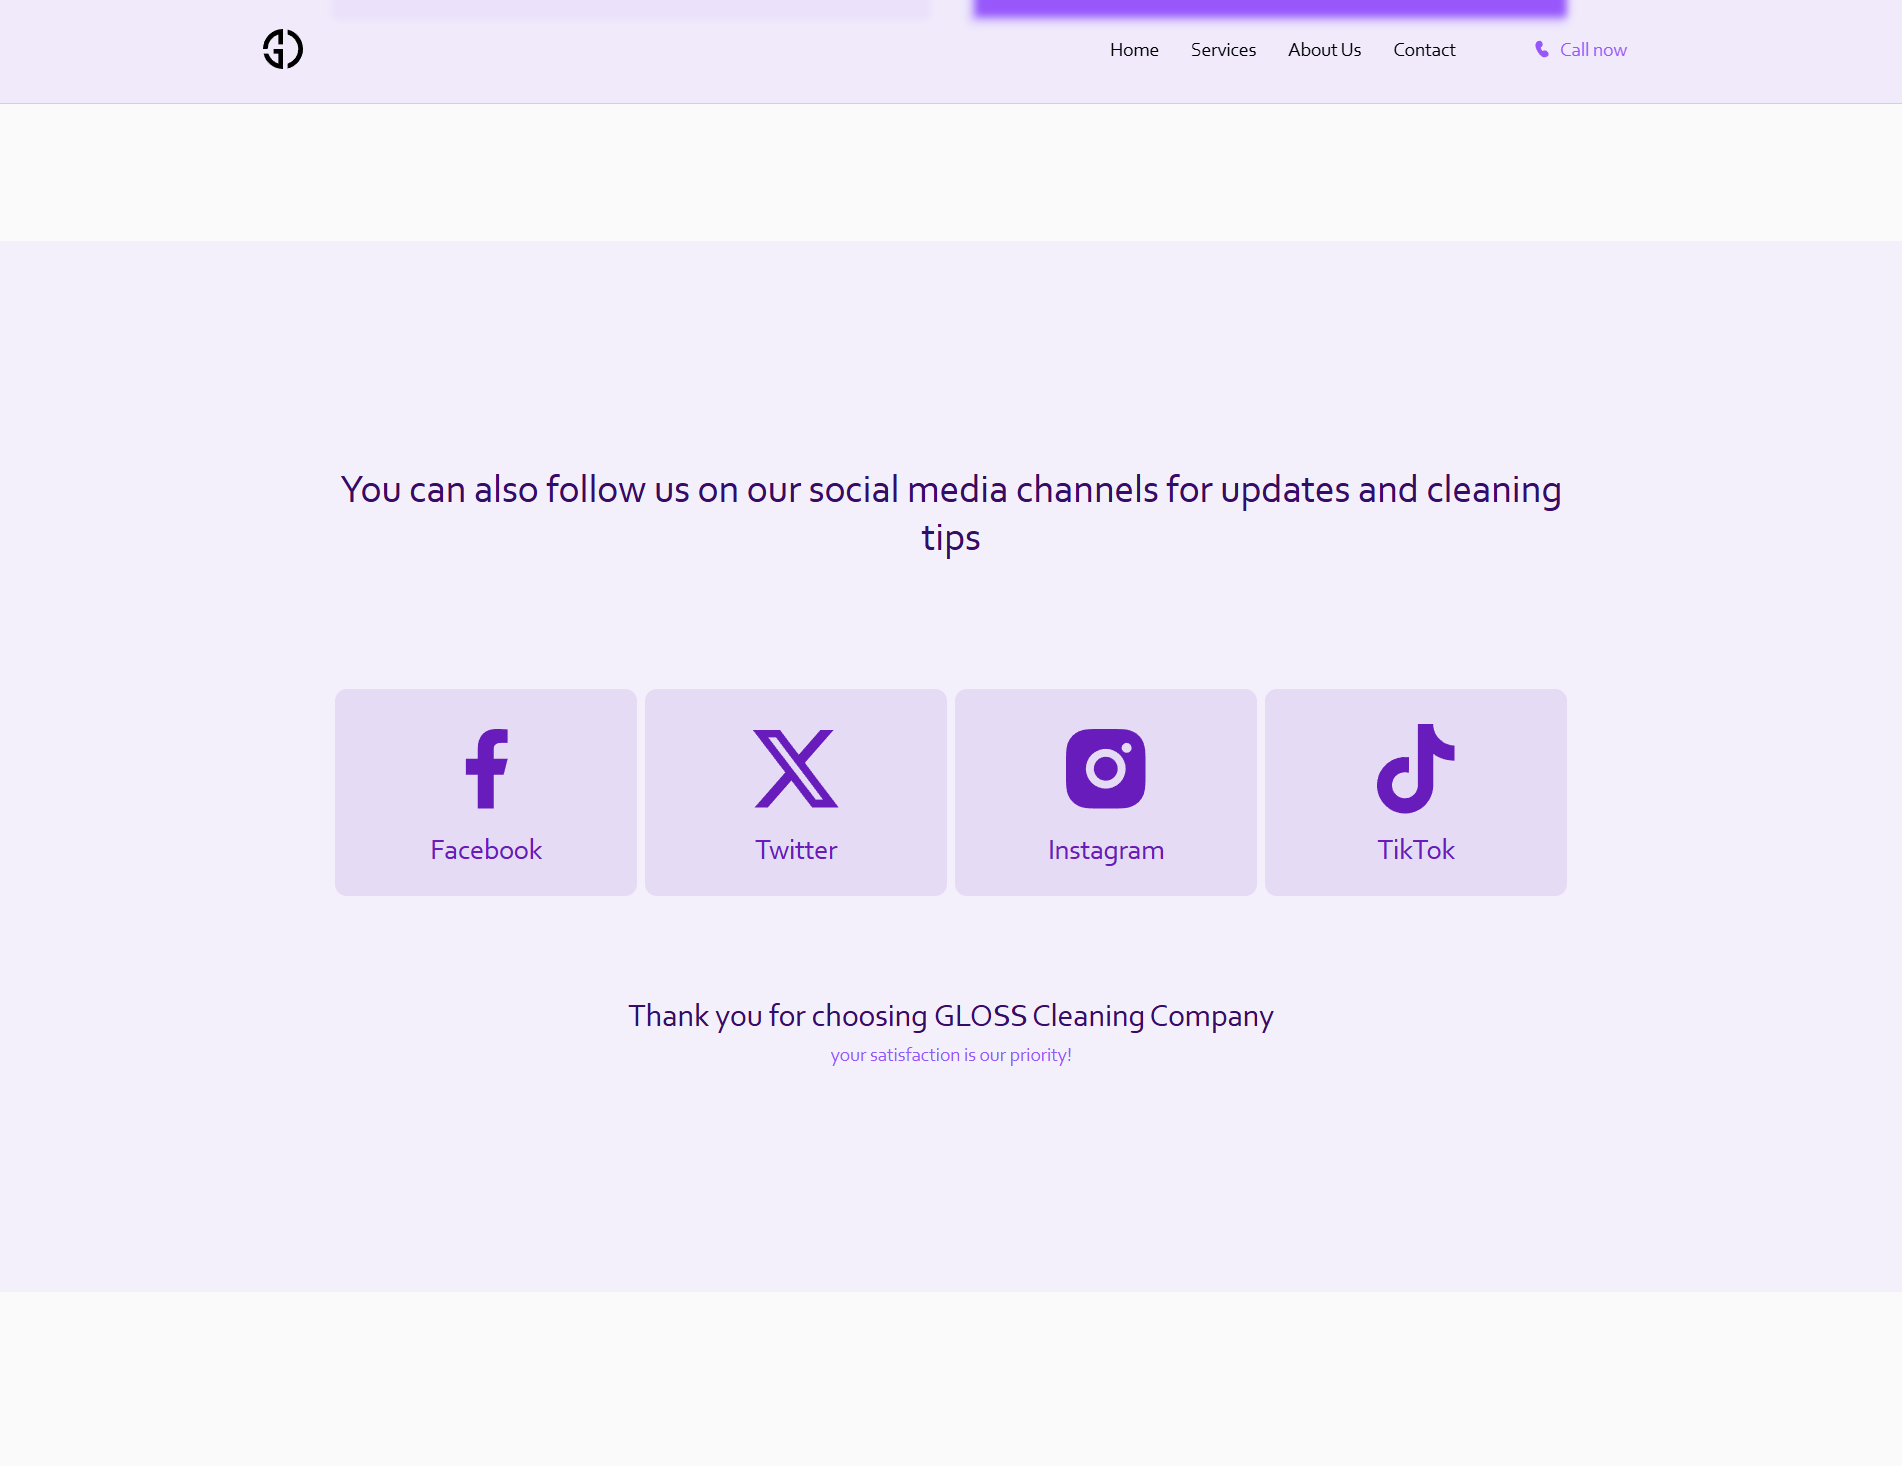 Home Services About Us Contact Call now
You can also follow us on our social media channels for updates and cleaning
tips
Facebook Twitter Instagram TikTok
Thank you for choosing GLOSS Cleaning Company
your satisfaction is our priority!